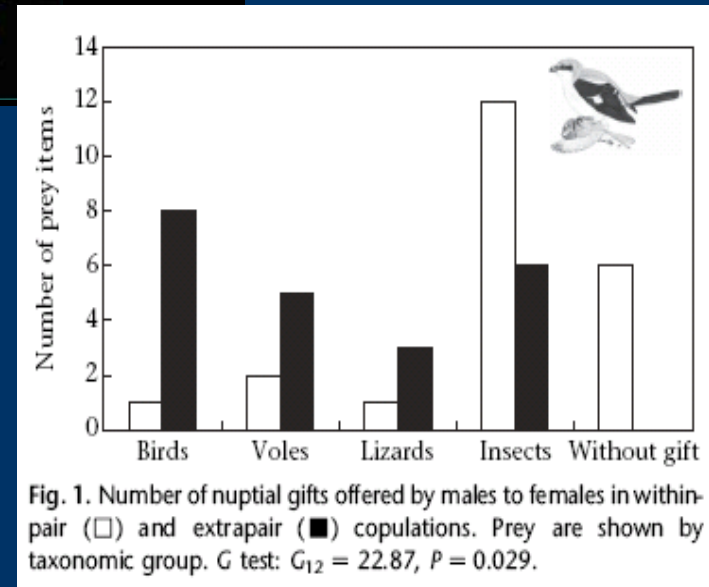 14
12
10
8
6
4
2
0
Number of prey items
Birds Voles Lizards Insects Without gift
Fig. 1. Number of nuptial gifts offered by males to females in within-
pair (□) and extrapair (■) copulations. Prey are shown by
taxonomic group. G test: G₁₂ = 22.87, P = 0.029.